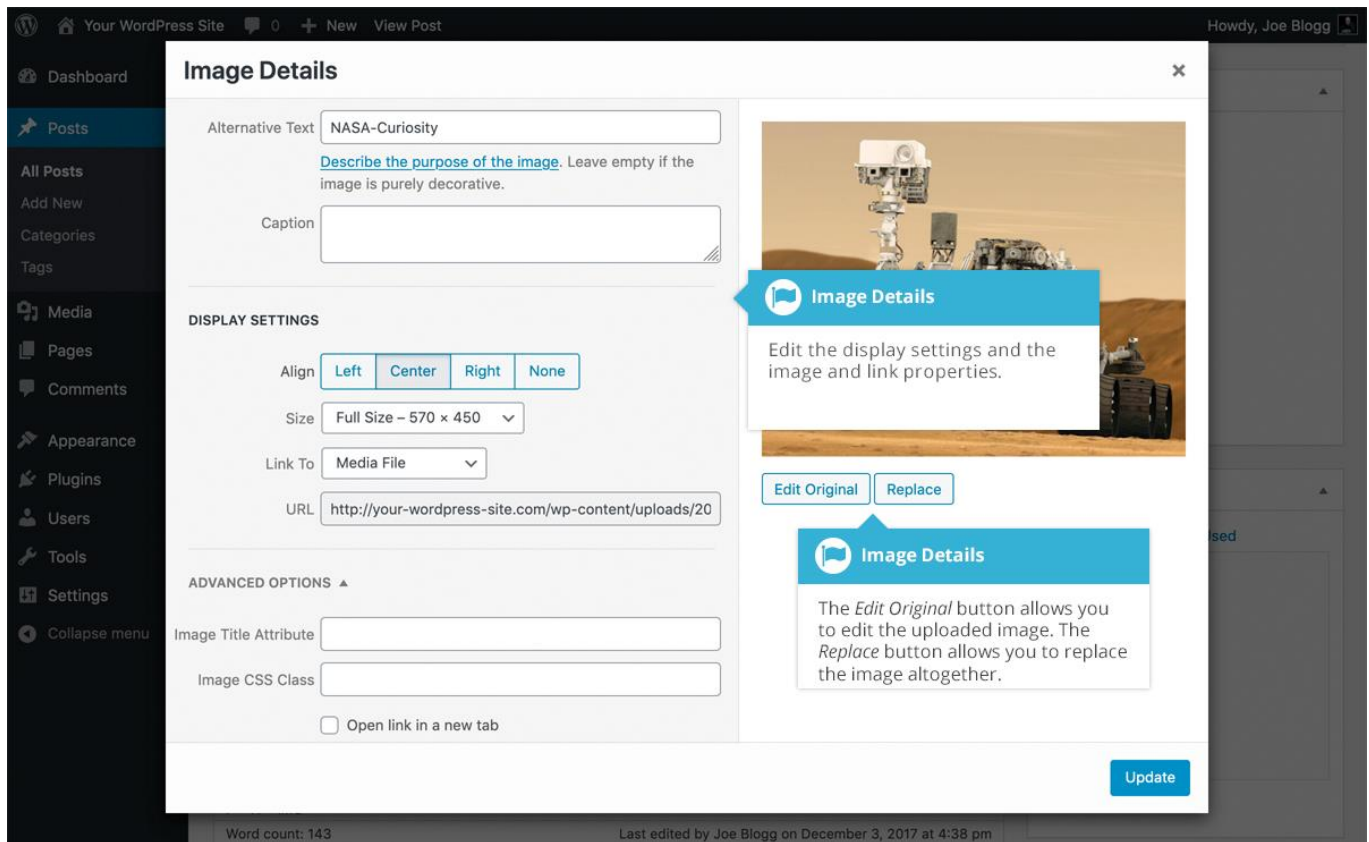 Your WordPress Site 0 + New View Post Howdy, Joe Blogg
Dashboard
Posts
All Posts
Add New
Categories
Tags
Media
Pages
Comments
Appearance
Plugins
Users
Tools
Settings
Collapse menu
Image Details ×
Alternative Text NASA-Curiosity
Describe the purpose of the image. Leave empty if the
image is purely decorative.
Caption
DISPLAY SETTINGS
Align Left Center Right None
Size Full Size – 570 × 450
Link To Media File
URL http://your-wordpress-site.com/wp-content/uploads/20
ADVANCED OPTIONS ▲
Image Title Attribute
Image CSS Class
Open link in a new tab
Image Details
Edit the display settings and the
image and link properties.
Edit Original Replace
Image Details
The Edit Original button allows you
to edit the uploaded image. The
Replace button allows you to replace
the image altogether.
Update
Word count: 143 Last edited by Joe Blogg on December 3, 2017 at 4:38 pm